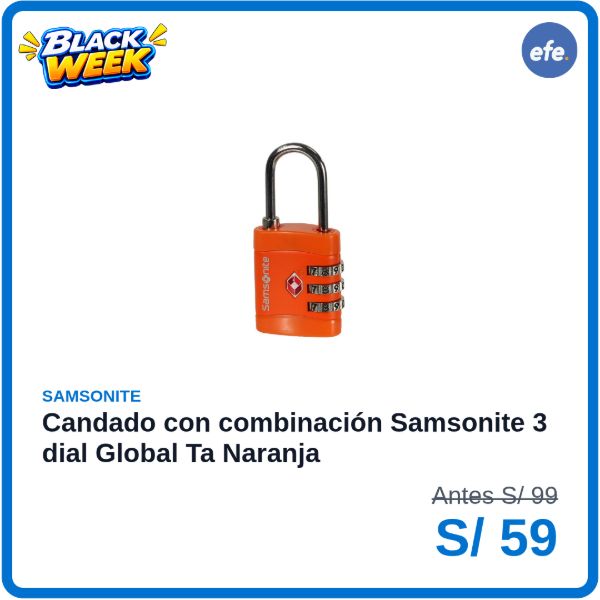 BLACK
WEEK
efe.
Samsonite
SAMSONITE
Candado con combinación Samsonite 3
dial Global Ta Naranja
Antes S/ 99
S/ 59